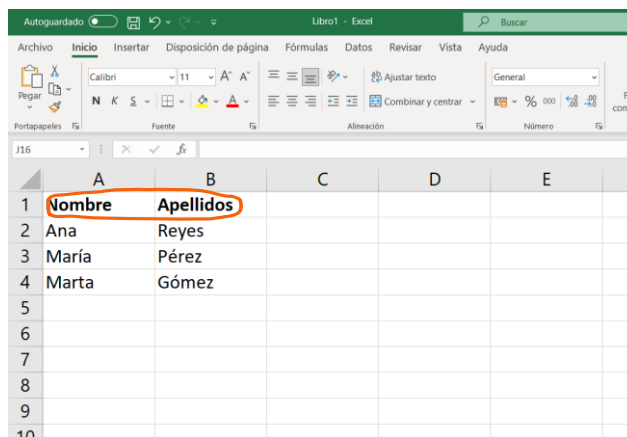 Autoguardado Libro1 - Excel Buscar
Archivo Inicio Insertar Disposición de página Fórmulas Datos Revisar Vista Ayuda
Calibri 11 A A Ajustar texto General
Pegar N K S A Combinar y centrar % 000
Portapapeles Fuente Alineación Número
J16 fx
A B C D E
1 Nombre Apellidos
2 Ana Reyes
3 María Pérez
4 Marta Gómez
5
6
7
8
9
10